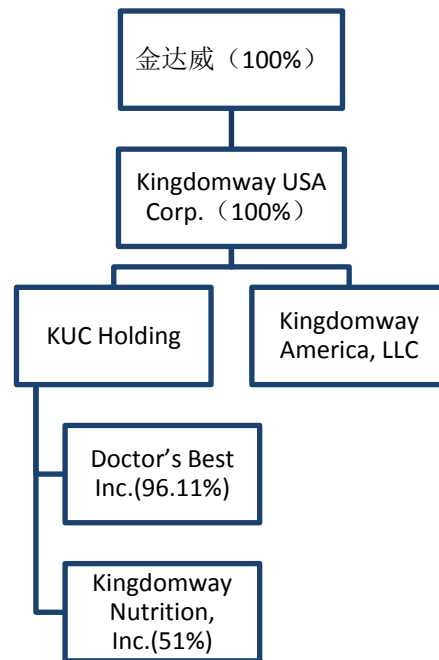 金达威（100%）
Kingdomway USA
Corp.（100%）
KUC Holding
Kingdomway
America, LLC
Doctor’s Best
Inc.(96.11%)
Kingdomway
Nutrition,
Inc.(51%)